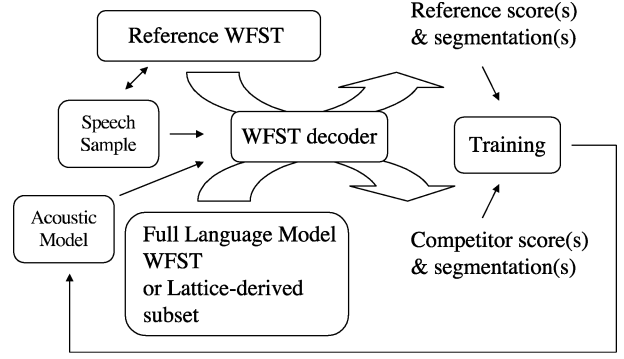 Reference WFST
Reference score(s)
& segmentation(s)
Speech
Sample
WFST decoder
Training
Acoustic
Model
Full Language Model
WFST
or Lattice-derived
subset
Competitor score(s)
& segmentation(s)